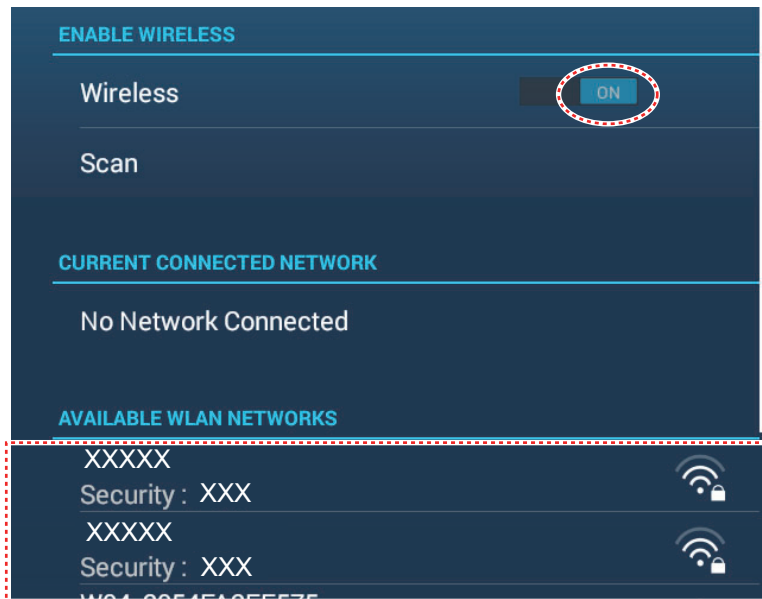 ENABLE WIRELESS
Wireless
ON
Scan
CURRENT CONNECTED NETWORK
No Network Connected
AVAILABLE WLAN NETWORKS
XXXXX
Security : XXX
XXXXX
Security : XXX